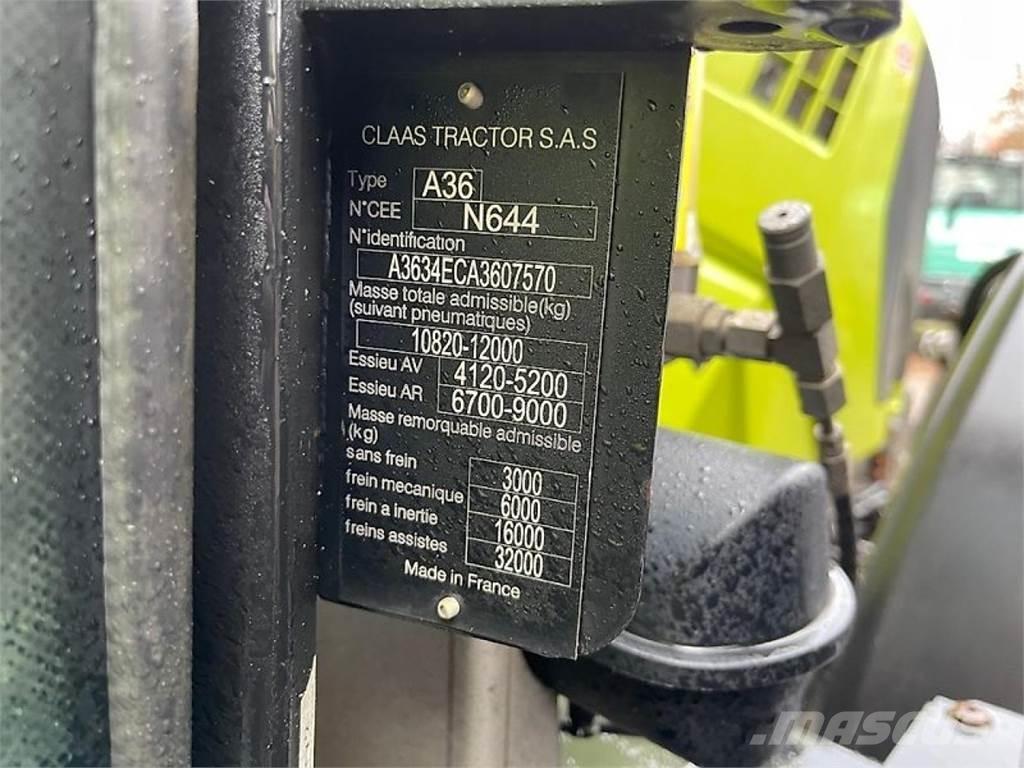 CLAAS TRACTOR S.A.S
Type A36
N°CEE N644
N°identification
A3634ECA3607570
Masse totale admissible(kg)
(suivant pneumatiques)
10820-12000
Essieu AV 4120-5200
Essieu AR 6700-9000
Masse remorquable admissible
(kg)
sans frein 3000
frein mecanique 6000
frein a inertie 16000
freins assistes 32000
Made in France
MASCUS